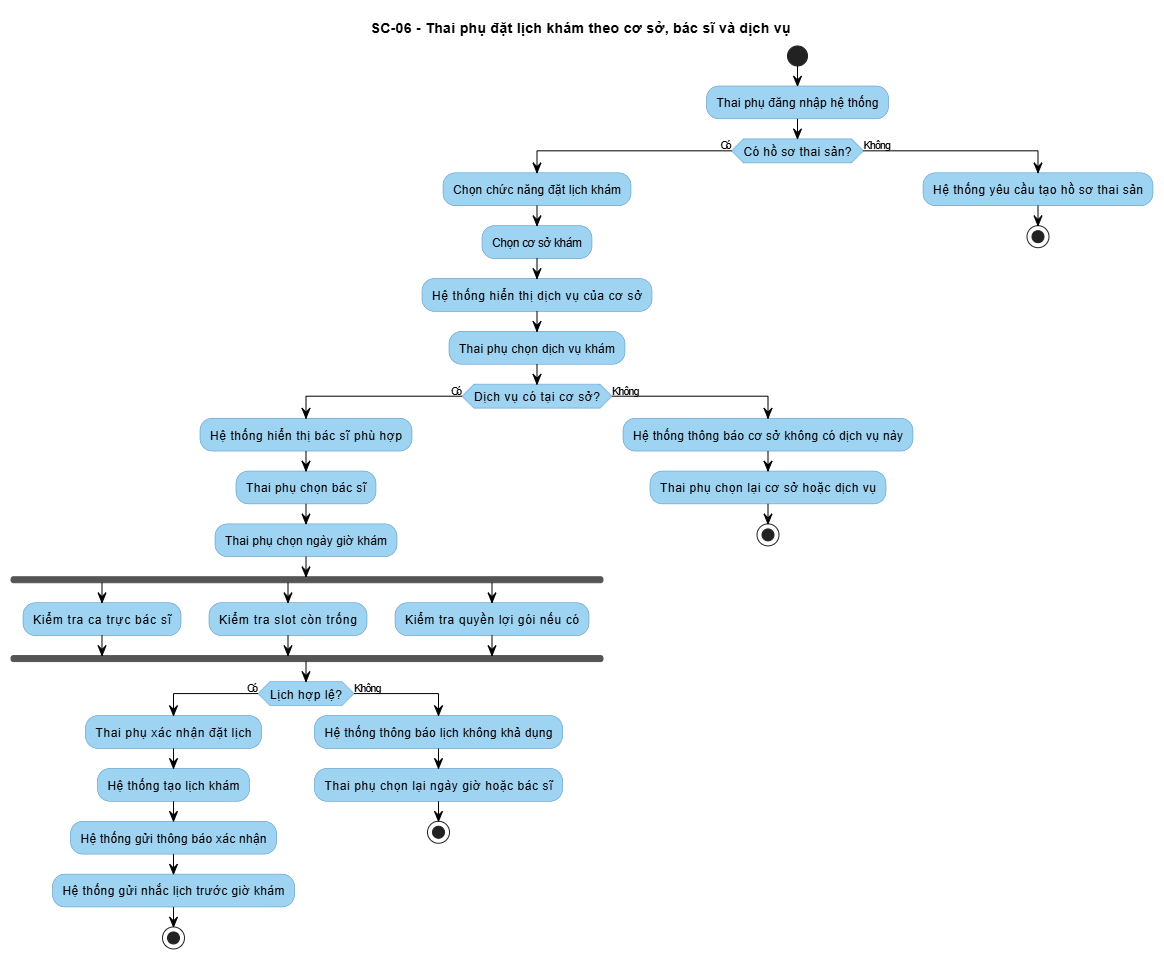 SC-06 - Thai phụ đặt lịch khám theo cơ sở, bác sĩ và dịch vụ
Thai phụ đăng nhập hệ thống
Có
Có hồ sơ thai sản?
Không
Chọn chức năng đặt lịch khám
Hệ thống yêu cầu tạo hồ sơ thai sản
Chọn cơ sở khám
Hệ thống hiển thị dịch vụ của cơ sở
Thai phụ chọn dịch vụ khám
Có
Dịch vụ có tại cơ sở?
Không
Hệ thống hiển thị bác sĩ phù hợp
Hệ thống thông báo cơ sở không có dịch vụ này
Thai phụ chọn bác sĩ
Thai phụ chọn lại cơ sở hoặc dịch vụ
Thai phụ chọn ngày giờ khám
Kiểm tra ca trực bác sĩ
Kiểm tra slot còn trống
Kiểm tra quyền lợi gói nếu có
Có
Lịch hợp lệ?
Không
Thai phụ xác nhận đặt lịch
Hệ thống thông báo lịch không khả dụng
Hệ thống tạo lịch khám
Thai phụ chọn lại ngày giờ hoặc bác sĩ
Hệ thống gửi thông báo xác nhận
Hệ thống gửi nhắc lịch trước giờ khám